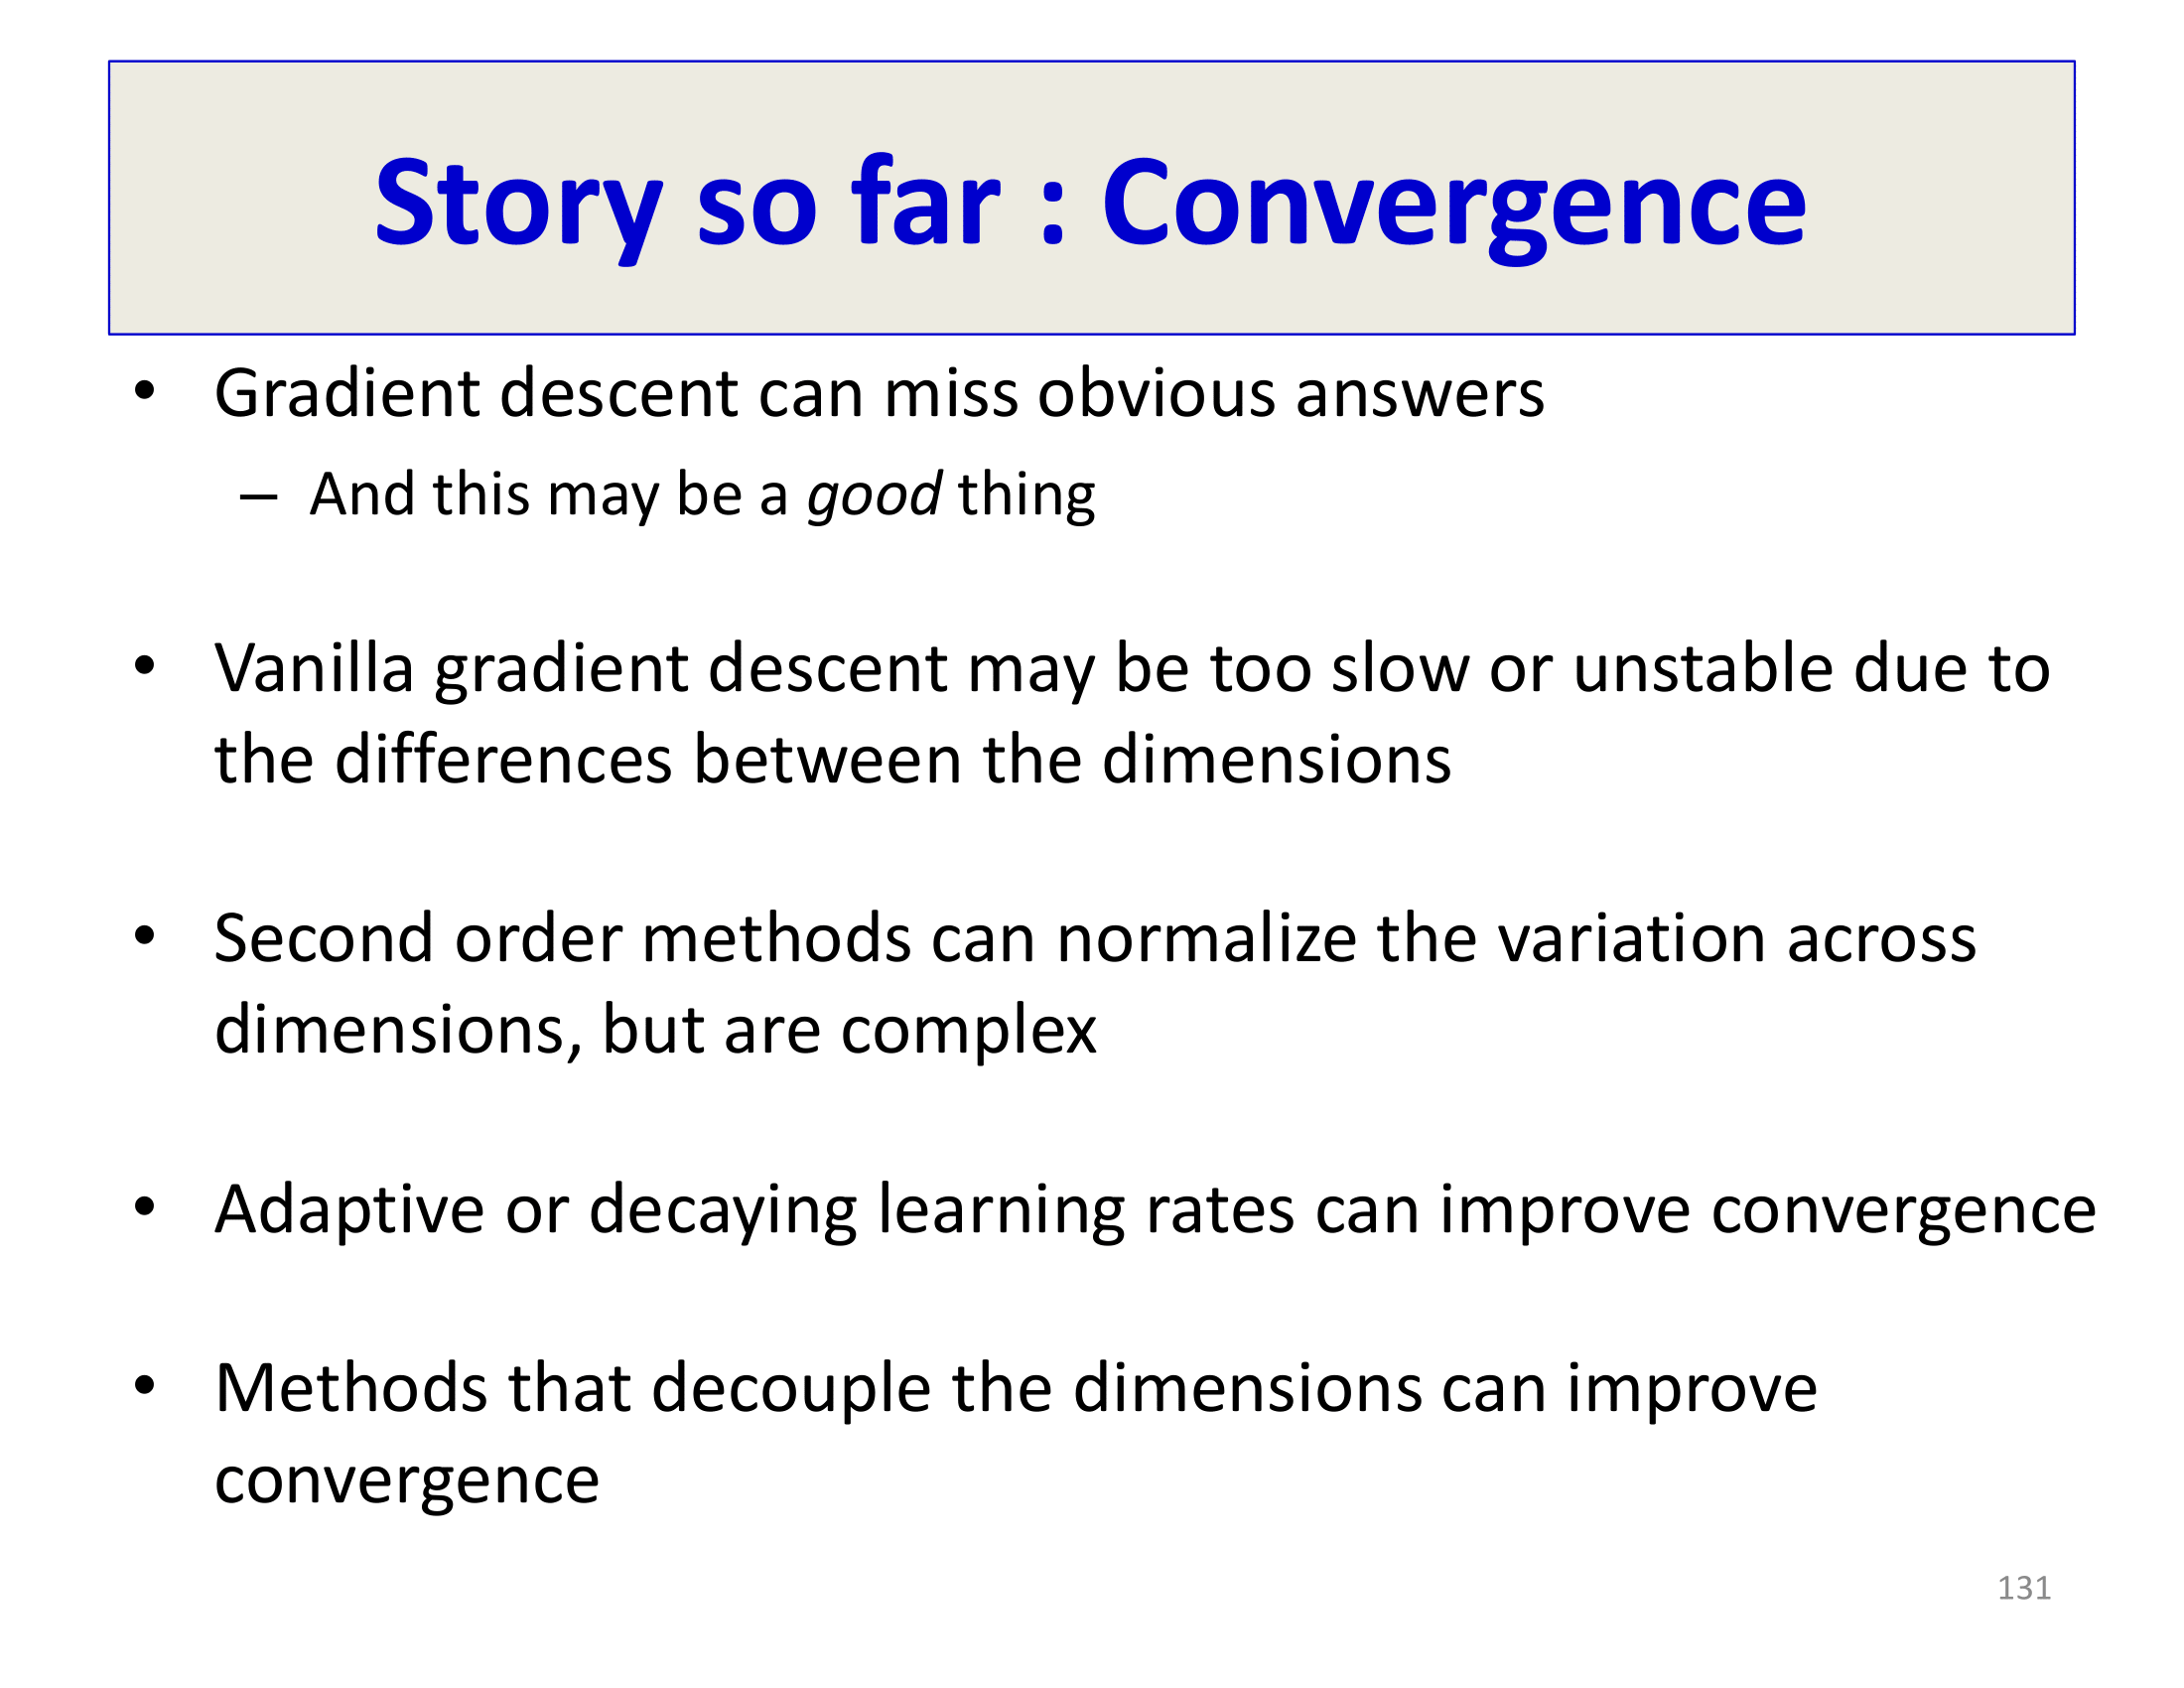 Story so far : Convergence
• Gradient descent can miss obvious answers
– And this may be a good thing
• Vanilla gradient descent may be too slow or unstable due to
the differences between the dimensions
• Second order methods can normalize the variation across
dimensions, but are complex
• Adaptive or decaying learning rates can improve convergence
• Methods that decouple the dimensions can improve
convergence
131